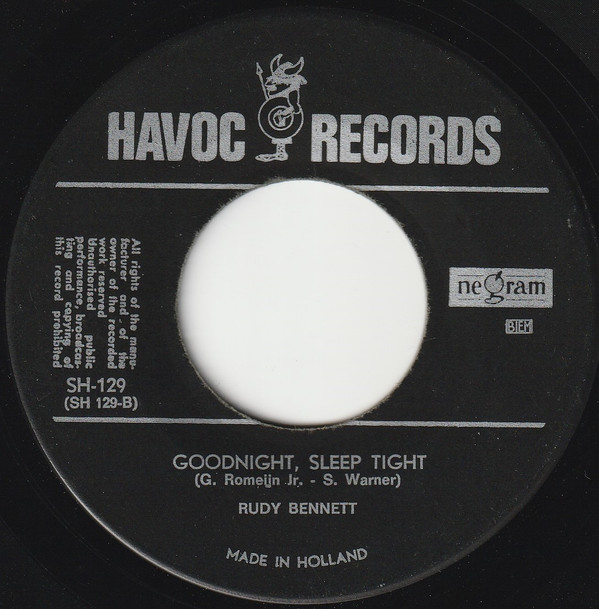 HAVOC RECORDS
All rights of the manu-
facturer and of the
owner of the recorded
work reserved
Unauthorised public
performance, broadcas-
ting and copying of
this record prohibited
negram
BIEM
SH-129
(SH 129-B)
GOODNIGHT, SLEEP TIGHT
(G. Romeijn Jr. - S. Warner)
RUDY BENNETT
MADE IN HOLLAND